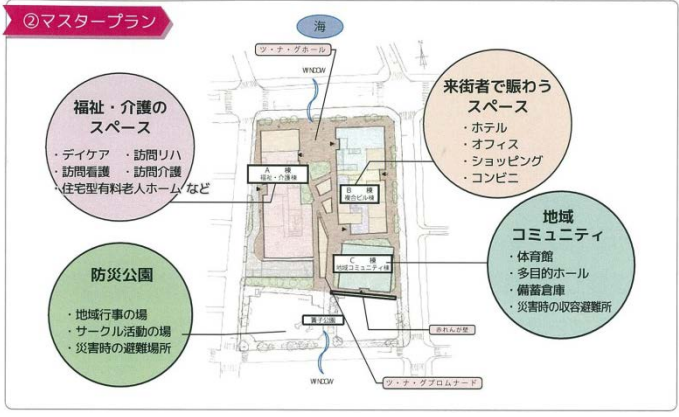 ②マスタープラン
海
ツ・ナ・グホール
WINDOW
福祉・介護の
スペース
・デイケア ・訪問リハ
・訪問看護 ・訪問介護
・住宅型有料老人ホーム など
来街者で賑わう
スペース
・ホテル
・オフィス
・ショッピング
・コンビニ
A 棟
福祉・介護棟
B 棟
複合ビル棟
C 棟
地域コミュニティ棟
地域
コミュニティ
・体育館
・多目的ホール
・備蓄倉庫
・災害時の収容避難所
防災公園
・地域行事の場
・サークル活動の場
・災害時の避難場所
簀子公園
赤れんが壁
WINDOW
ツ・ナ・グプロムナード